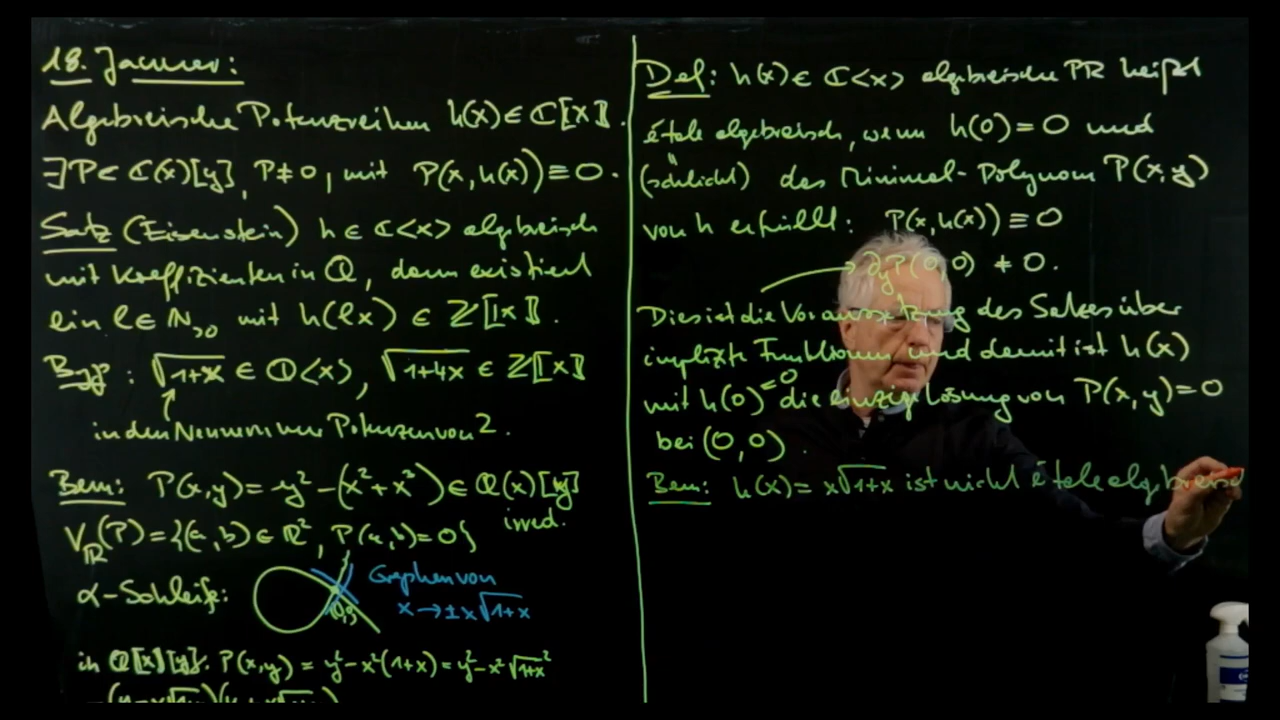 18. Januar:
Algebraische Potenzreihen h(x) ∈ ℂ[[x]].
∃ P ∈ ℂ(x)[y], P ≠ 0, mit P(x, h(x)) ≡ 0.
Satz (Eisenstein) h ∈ ℂ<x> algebraisch
mit Koeffizienten in ℚ, dann existiert
ein l ∈ ℕ>0 mit h(lx) ∈ ℤ[[x]].
Bsp: √1+x ∈ ℚ<x>, √1+4x ∈ ℤ[[x]]
↑
in den Nennern nur Potenzen von 2.
Bem: P(x,y) = y² - (x² + x³) ∈ ℚ(x)[y]
irred.
V_ℝ(P) = {(a,b) ∈ ℝ², P(a,b) = 0}
α-Schleife:
(0,0)
Graphen von
x → ± x √1+x
in ℚ[[x]][y]: P(x,y) = y² - x²(1+x) = y² - x² √1+x²
Def: h(x) ∈ ℂ<x> algebraische PR heißt
étale algebraisch, wenn h(0) = 0 und
(schlicht) das Minimal-Polynom P(x,y)
von h erfüllt: P(x,h(x)) ≡ 0
∂yP(0,0) ≠ 0.
Dies ist die Voraussetzung des Satzes über
implizite Funktionen und damit ist h(x)
mit h(0) = 0 die einzige Lösung von P(x,y) = 0
bei (0,0).
Bem: h(x) = x√1+x ist nicht étale algebraisch